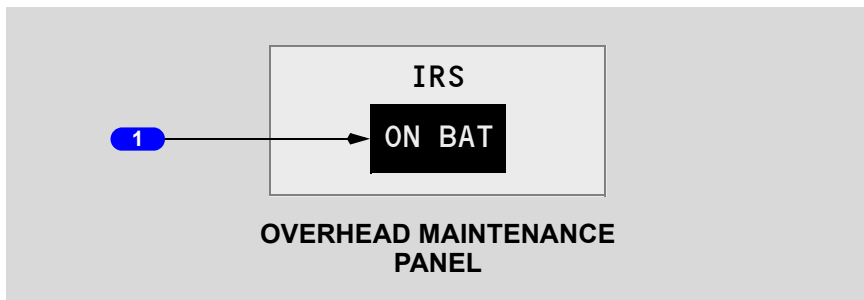 IRS
1
ON BAT
OVERHEAD MAINTENANCE
PANEL